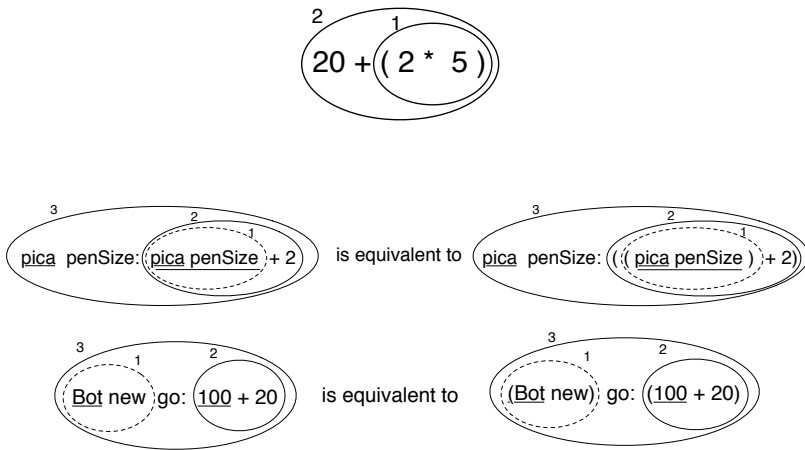 2
1
20 + ( 2 * 5 )
3
2
1
pica penSize: pica penSize + 2
is equivalent to
3
2
1
pica penSize: ( ( pica penSize ) + 2)
3
1
2
Bot new go: 100 + 20
is equivalent to
3
1
2
(Bot new) go: (100 + 20)